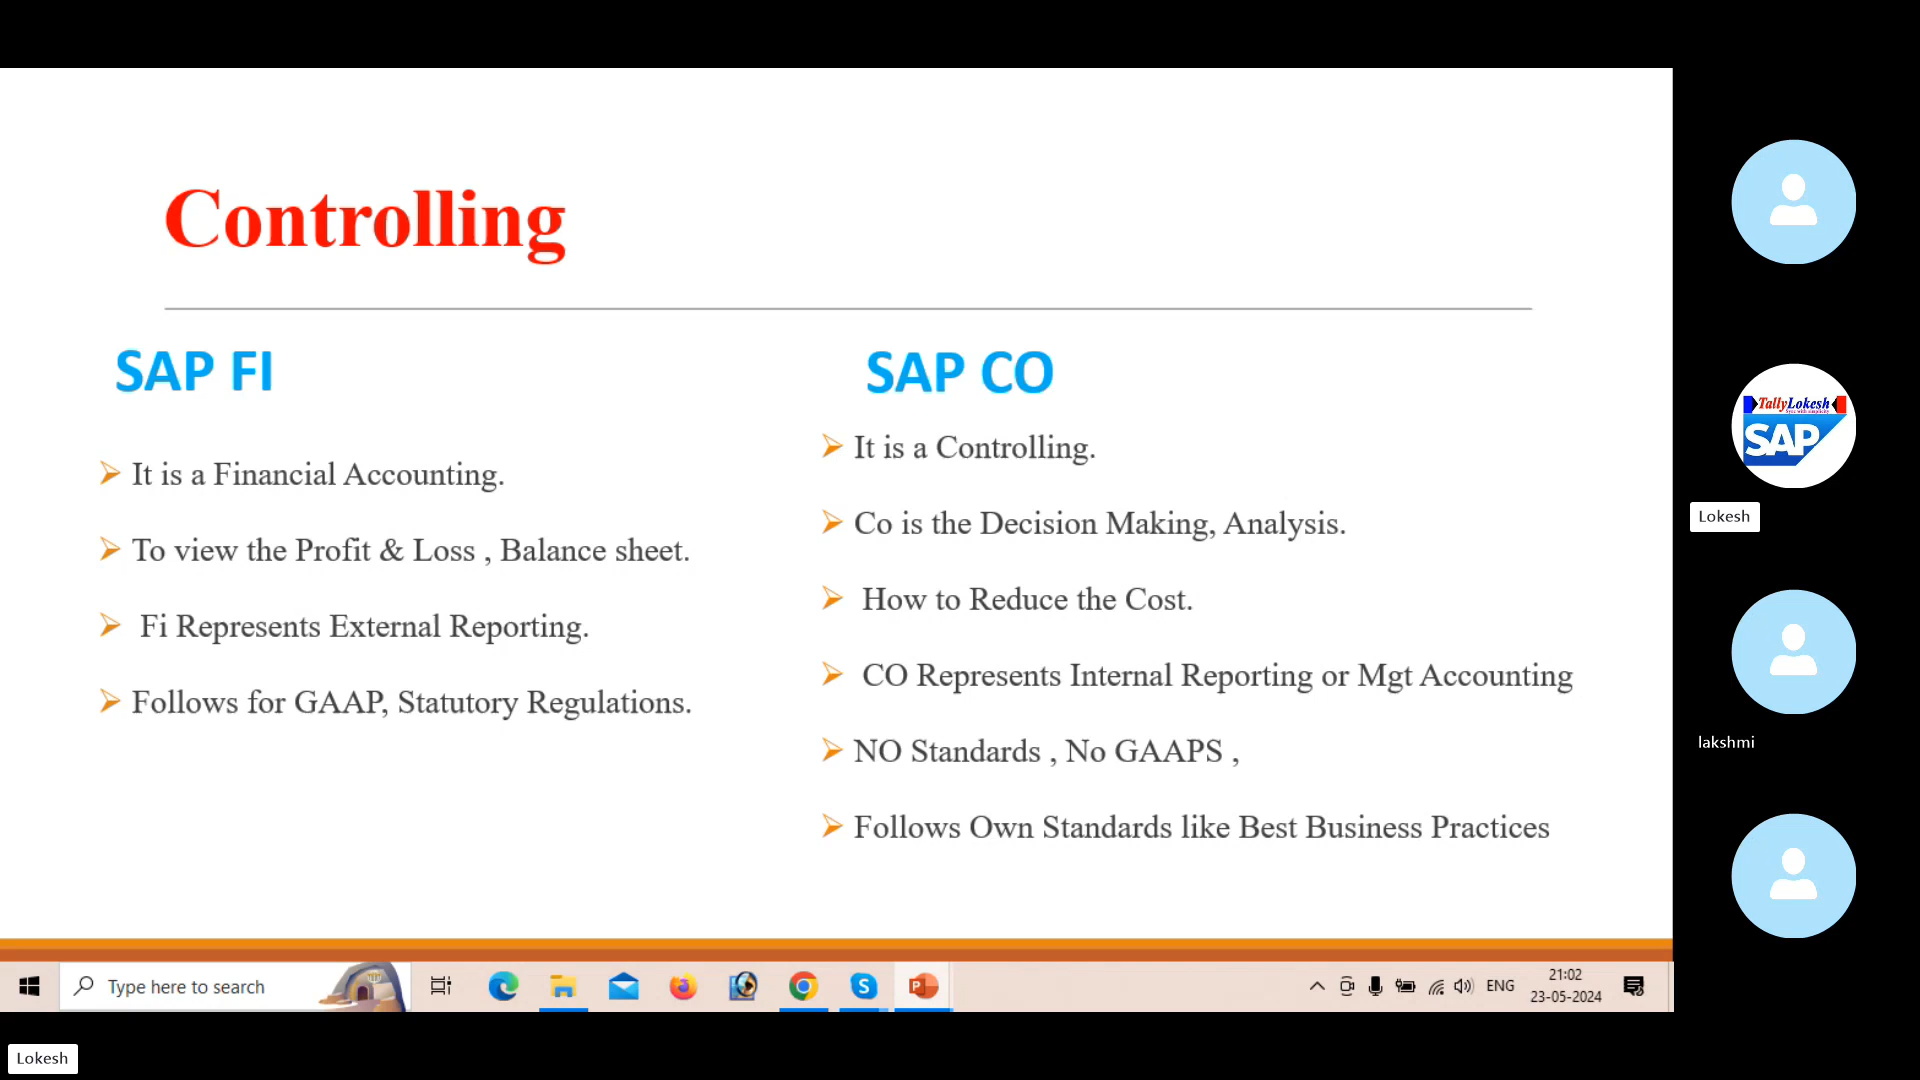 Controlling
SAP FI
It is a Financial Accounting.
To view the Profit & Loss , Balance sheet.
Fi Represents External Reporting.
Follows for GAAP, Statutory Regulations.
SAP CO
It is a Controlling.
Co is the Decision Making, Analysis.
How to Reduce the Cost.
CO Represents Internal Reporting or Mgt Accounting
NO Standards , No GAAPS ,
Follows Own Standards like Best Business Practices
TallyLokesh
SAP
Lokesh
lakshmi
Type here to search
ENG
21:02
23-05-2024
Lokesh